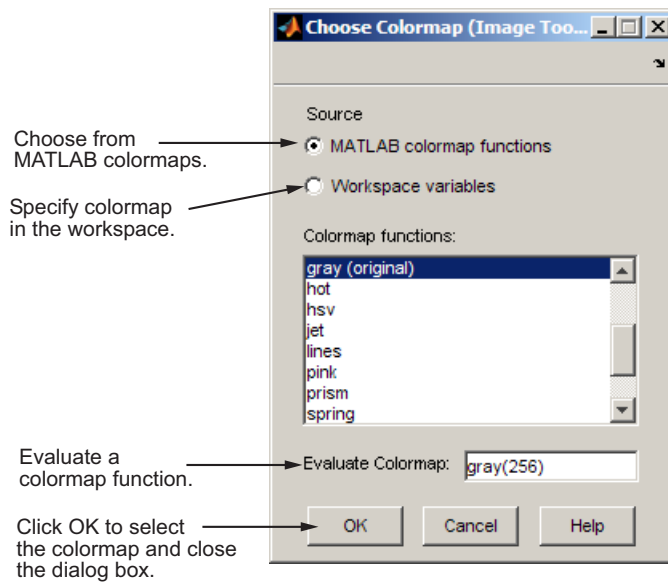 Choose Colormap (Image Too...
Source
Choose from
MATLAB colormaps.
MATLAB colormap functions
Specify colormap
in the workspace.
Workspace variables
Colormap functions:
gray (original)
hot
hsv
jet
lines
pink
prism
spring
Evaluate a
colormap function.
Evaluate Colormap:
gray(256)
Click OK to select
the colormap and close
the dialog box.
OK
Cancel
Help